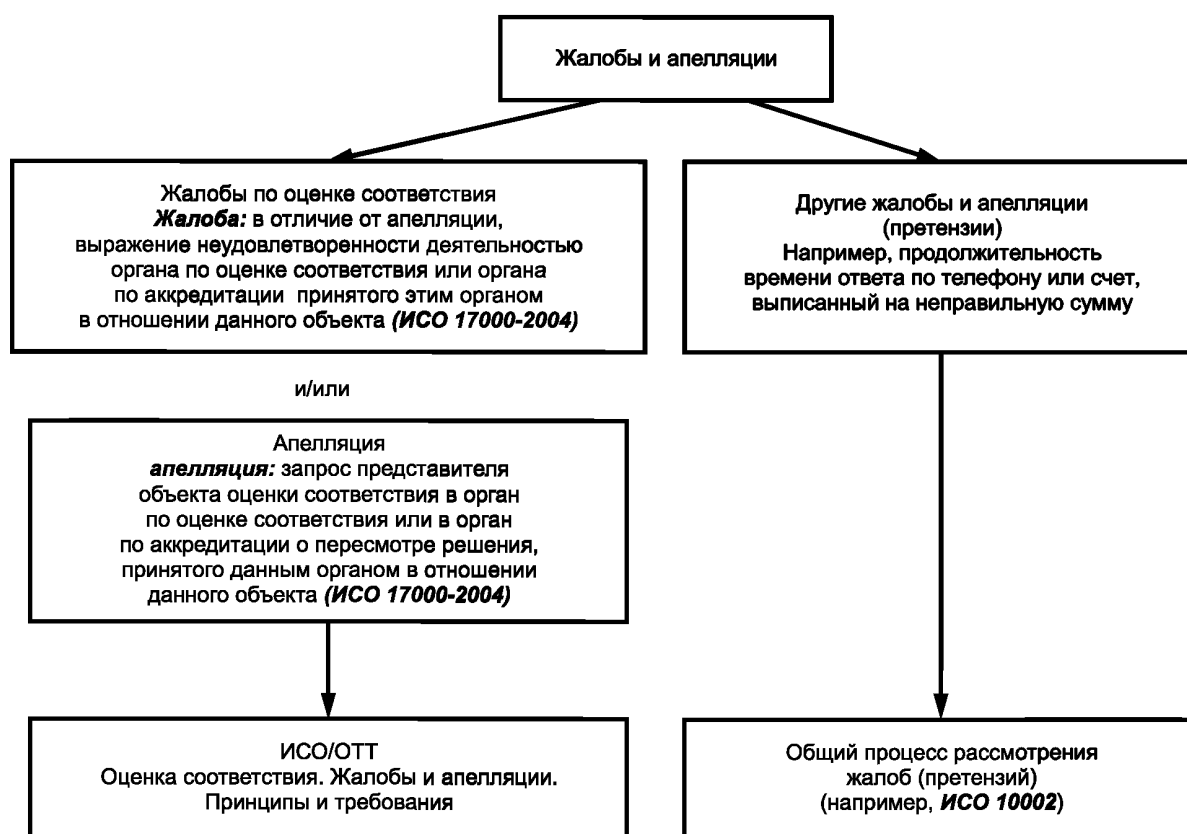 Жалобы и апелляции
Жалобы по оценке соответствия
Жалоба: в отличие от апелляции,
выражение неудовлетворенности деятельностью
органа по оценке соответствия или органа
по аккредитации принятого этим органом
в отношении данного объекта (ИСО 17000-2004)
и/или
Апелляция
апелляция: запрос представителя
объекта оценки соответствия в орган
по оценке соответствия или в орган
по аккредитации о пересмотре решения,
принятого данным органом в отношении
данного объекта (ИСО 17000-2004)
ИСО/ОТТ
Оценка соответствия. Жалобы и апелляции.
Принципы и требования
Другие жалобы и апелляции
(претензии)
Например, продолжительность
времени ответа по телефону или счет,
выписанный на неправильную сумму
Общий процесс рассмотрения
жалоб (претензий)
(например, ИСО 10002)